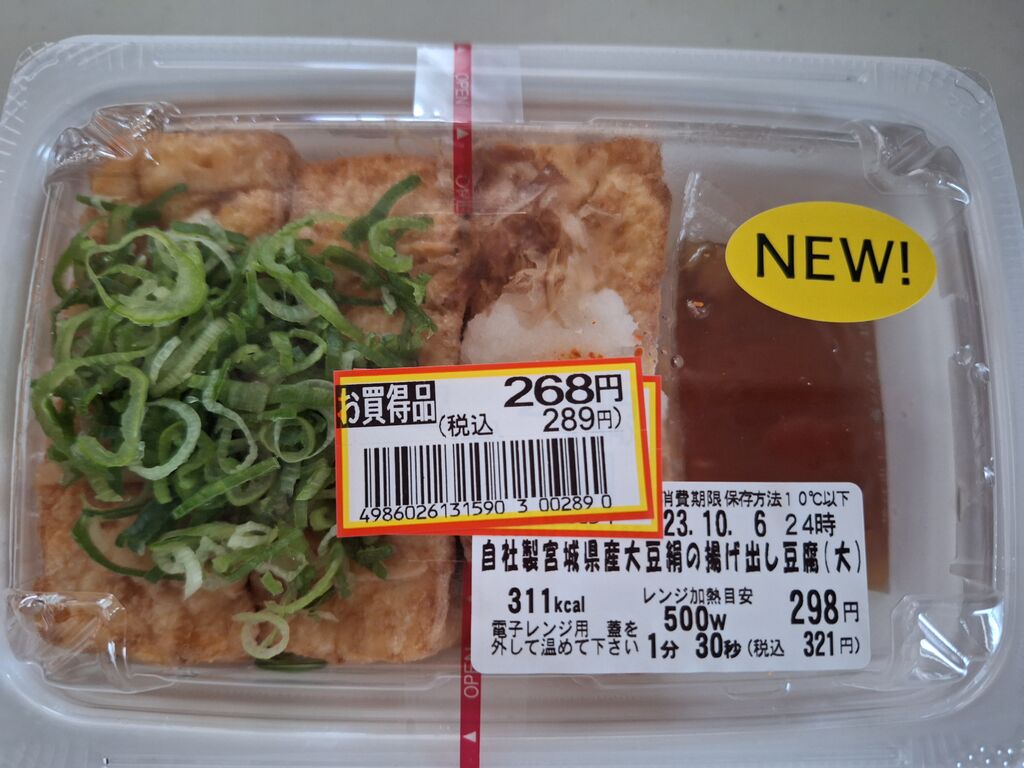 OPEN
NEW!
お買得品 268円
(税込 289円)
4986026131590 3 00289 0
消費期限 保存方法10℃以下
23.10. 6 24時
自社製宮城県産大豆絹の揚げ出し豆腐(大)
311kcal レンジ加熱目安 298円
500w
電子レンジ用 蓋を
外して温めて下さい 1分 30秒 (税込 321円)
OPEN